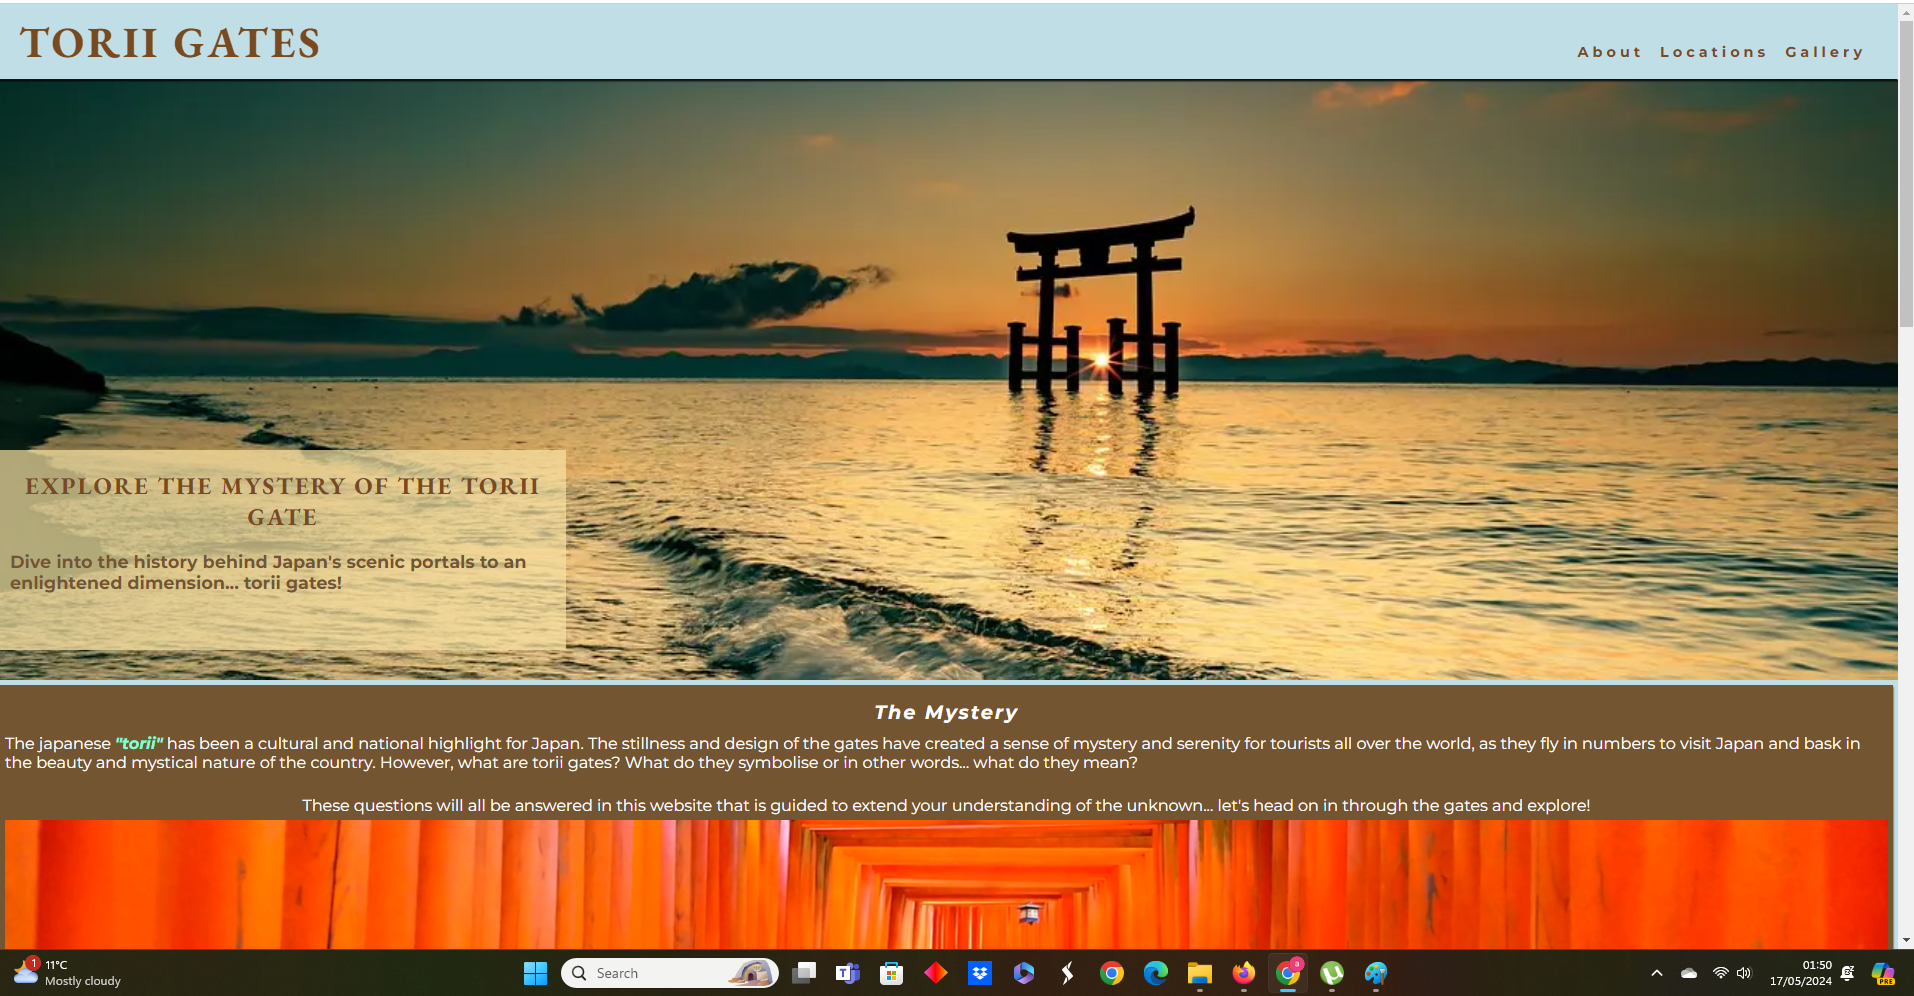 TORII GATES
About Locations Gallery
EXPLORE THE MYSTERY OF THE TORII
GATE
Dive into the history behind Japan's scenic portals to an
enlightened dimension... torii gates!
The Mystery
The japanese "torii" has been a cultural and national highlight for Japan. The stillness and design of the gates have created a sense of mystery and serenity for tourists all over the world, as they fly in numbers to visit Japan and bask in
the beauty and mystical nature of the country. However, what are torii gates? What do they symbolise or in other words... what do they mean?
These questions will all be answered in this website that is guided to extend your understanding of the unknown... let's head on in through the gates and explore!
1
11°C
Mostly cloudy
Search
a
01:50
17/05/2024
PRE